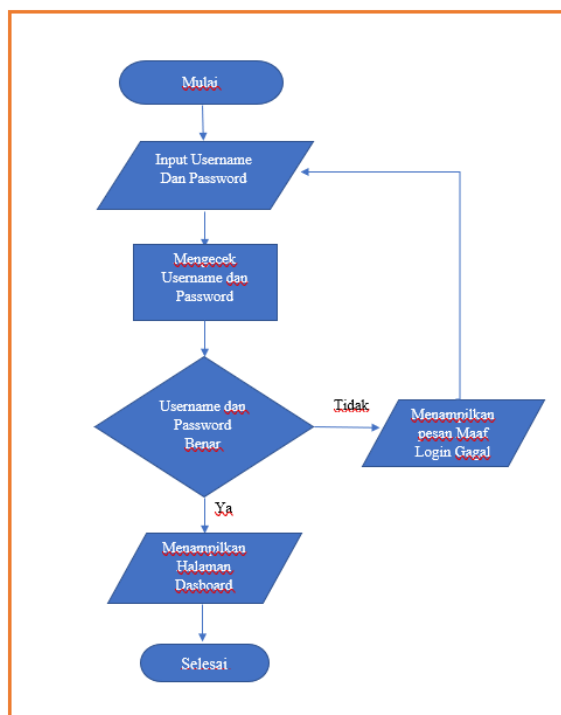 Mulai
Input Username
Dan Password
Mengecek
Username dan
Password
Username dan
Password
Benar
Tidak
Menampilkan
pesan Maaf
Login Gagal
Ya
Menampilkan
Halaman
Dasboard
Selesai